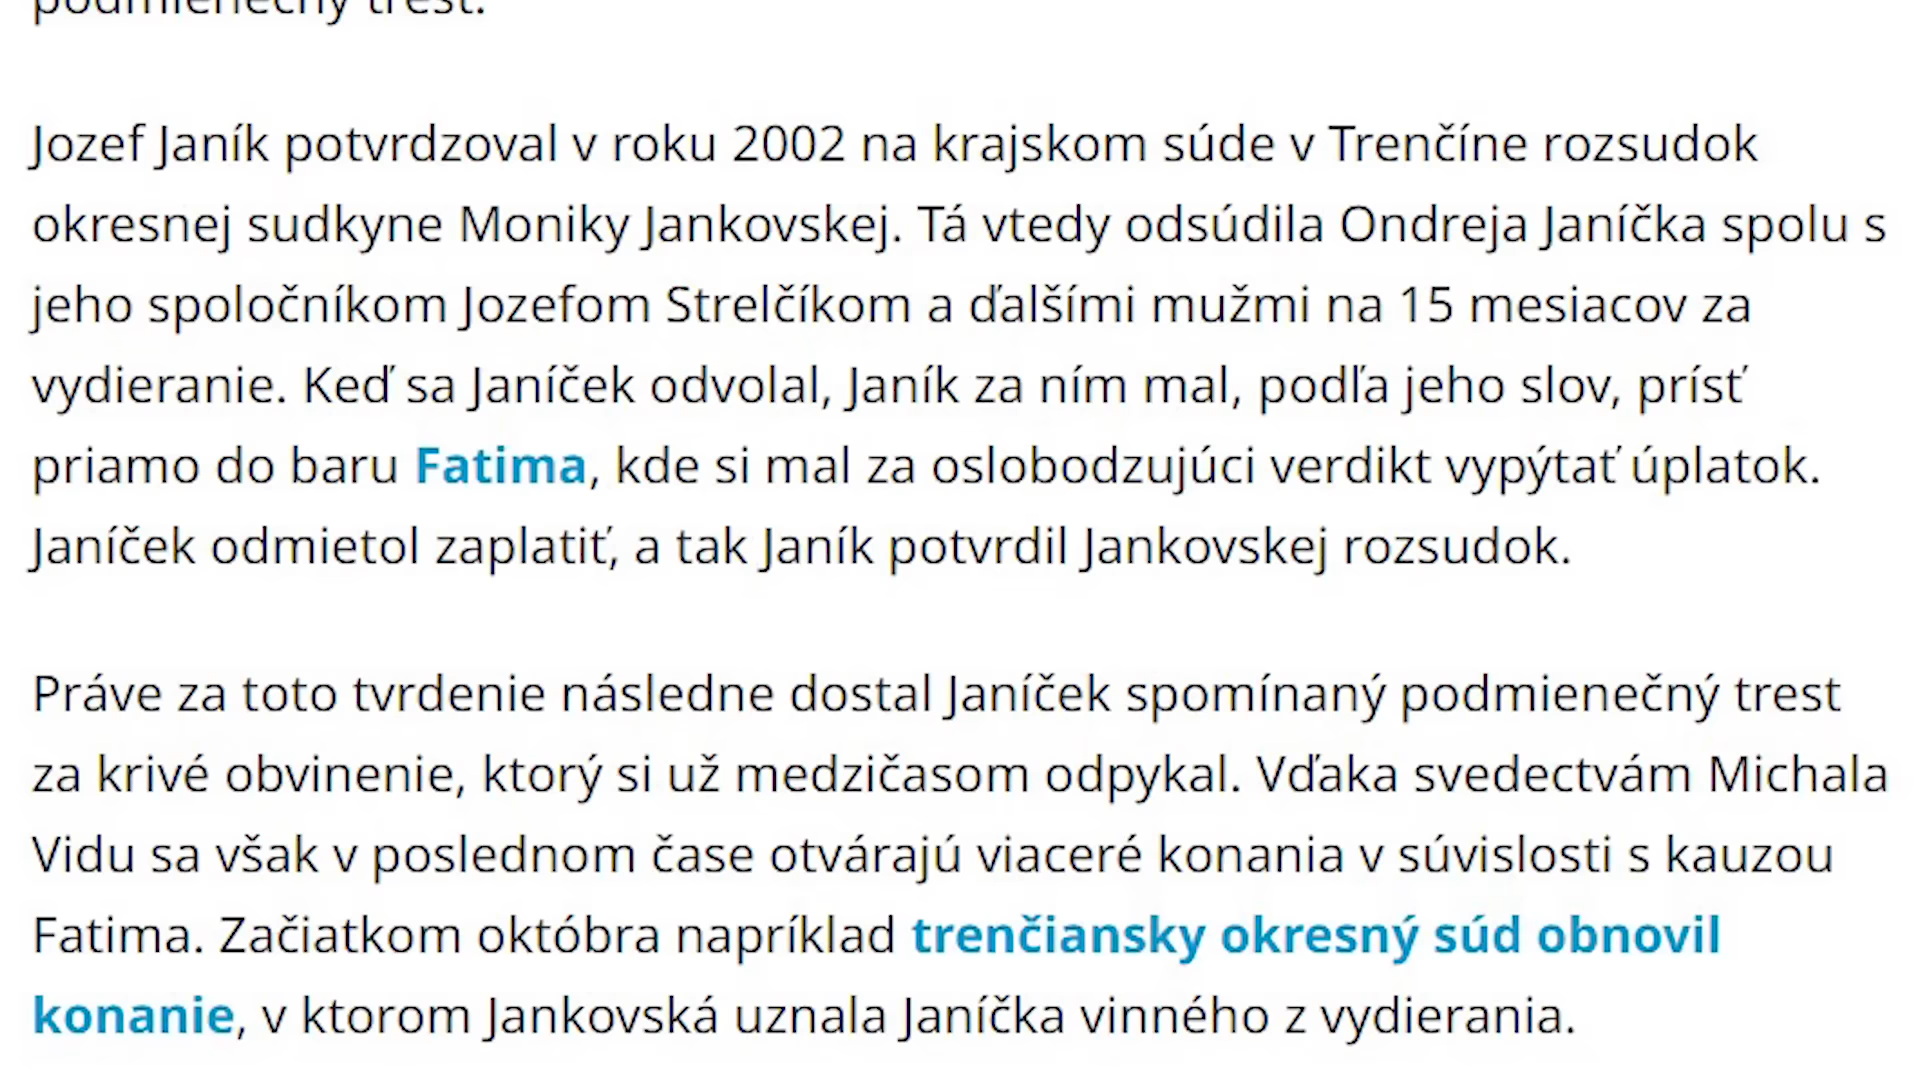 podmienečný trest.
Jozef Janík potvrdzoval v roku 2002 na krajskom súde v Trenčíne rozsudok
okresnej sudkyne Moniky Jankovskej. Tá vtedy odsúdila Ondreja Janíčka spolu s
jeho spoločníkom Jozefom Strelčíkom a ďalšími mužmi na 15 mesiacov za
vydieranie. Keď sa Janíček odvolal, Janík za ním mal, podľa jeho slov, prísť
priamo do baru Fatima, kde si mal za oslobodzujúci verdikt vypýtať úplatok.
Janíček odmietol zaplatiť, a tak Janík potvrdil Jankovskej rozsudok.
Práve za toto tvrdenie následne dostal Janíček spomínaný podmienečný trest
za krivé obvinenie, ktorý si už medzičasom odpykal. Vďaka svedectvám Michala
Vidu sa však v poslednom čase otvárajú viaceré konania v súvislosti s kauzou
Fatima. Začiatkom októbra napríklad trenčiansky okresný súd obnovil
konanie, v ktorom Jankovská uznala Janíčka vinného z vydierania.